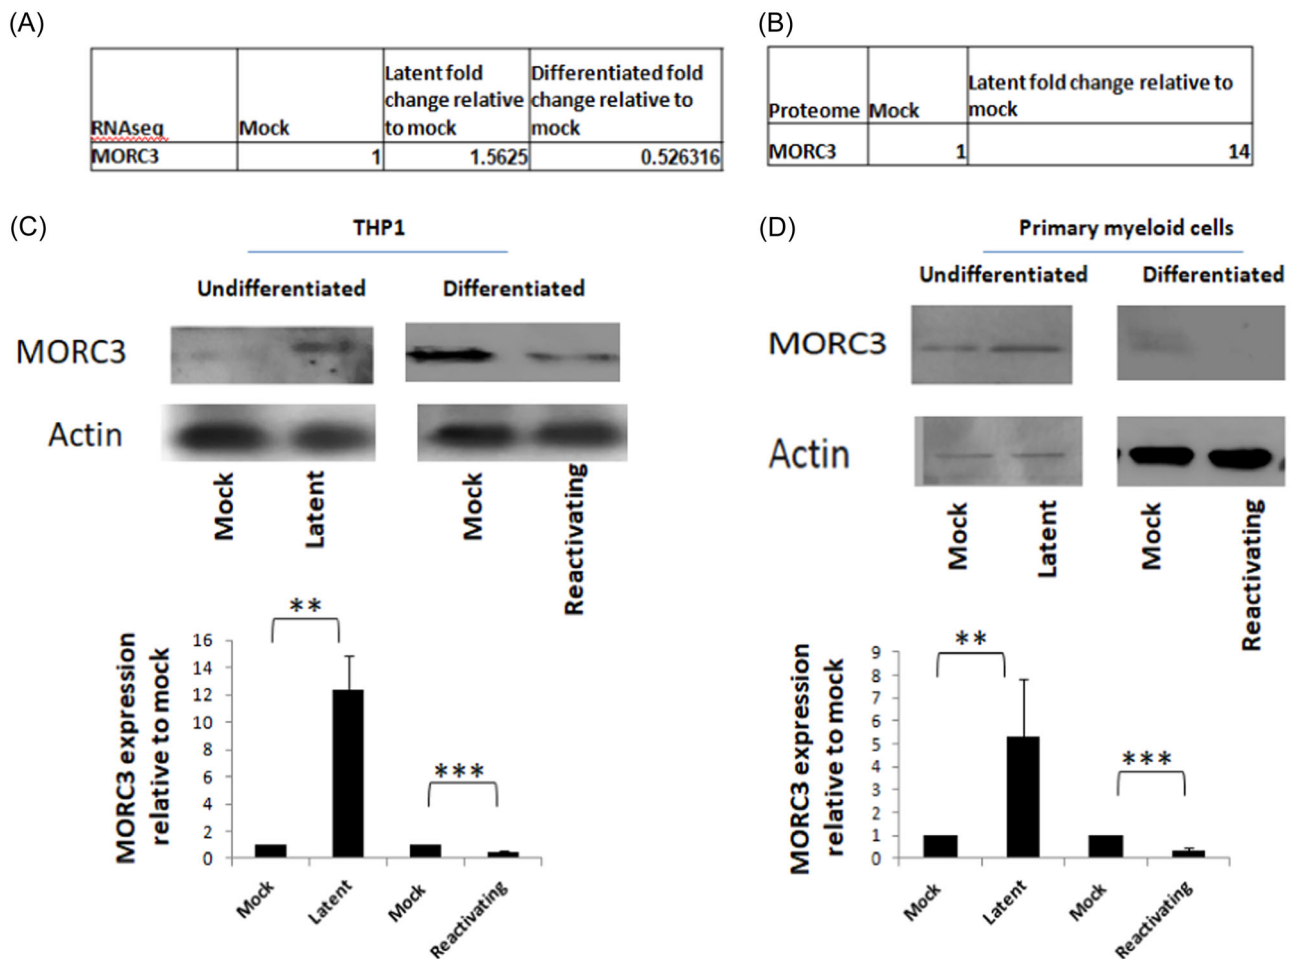 (A)
RNAseq Mock Latent fold change relative to mock Differentiated fold change relative to mock
MORC3 1 1.5625 0.526316
(B)
Proteome Mock Latent fold change relative to mock
MORC3 1 14
(C)
THP1
Undifferentiated Differentiated
MORC3
Actin
Mock Latent Mock Reactivating
MORC3 expression
relative to mock
16
14
12
10
8
6
4
2
0
** ***
Mock Latent Mock Reactivating
(D)
Primary myeloid cells
Undifferentiated Differentiated
MORC3
Actin
Mock Latent Mock Reactivating
MORC3 expression
relative to mock
9
8
7
6
5
4
3
2
1
0
** ***
Mock Latent Mock Reactivating